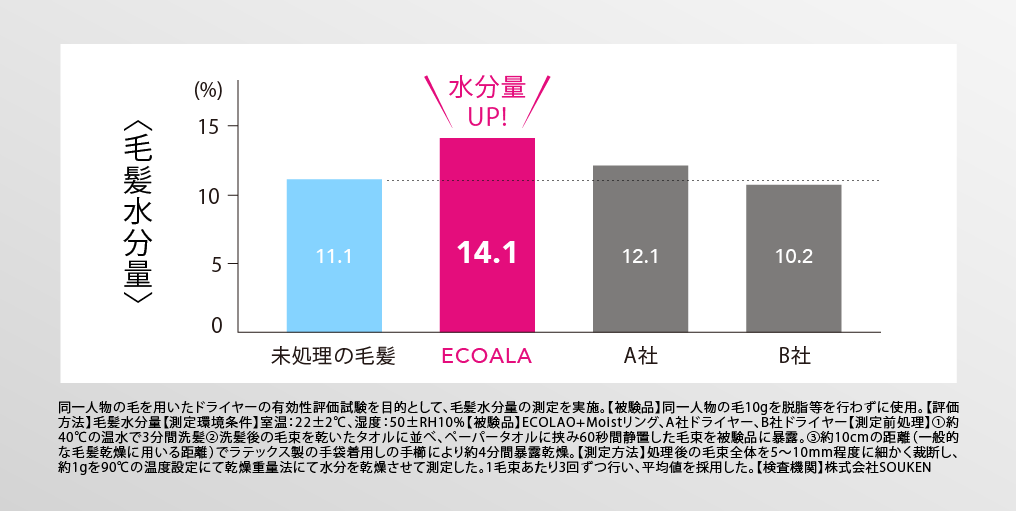 水分量
UP!
(%)
15
10
5
0
〈毛髪水分量〉
11.1
14.1
12.1
10.2
未処理の毛髪
ECOALA
A社
B社
同一人物の毛を用いたドライヤーの有効性評価試験を目的として、毛髪水分量の測定を実施。【被験品】同一人物の毛10gを脱脂等を行わずに使用。【評価
方法】毛髪水分量【測定環境条件】室温：22±2℃、湿度：50±RH10%【被験品】ECOLAO+Moistリング、A社ドライヤー、B社ドライヤー【測定前処理】①約
40℃の温水で3分間洗髪②洗髪後の毛束を乾いたタオルに並べ、ペーパータオルに挟み60秒間静置した毛束を被験品に暴露。③約10cmの距離（一般的
な毛髪乾燥に用いる距離）でラテックス製の手袋着用しの手櫛により約4分間暴露乾燥。【測定方法】処理後の毛束全体を5〜10mm程度に細かく裁断し、
約1gを90℃の温度設定にて乾燥重量法にて水分を乾燥させて測定した。1毛束あたり3回ずつ行い、平均値を採用した。【検査機関】株式会社SOUKEN